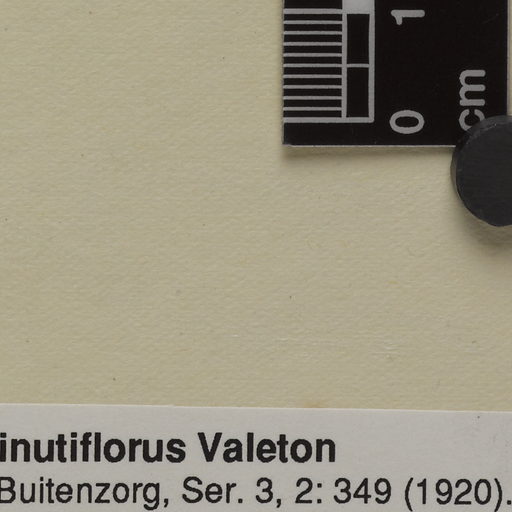 1
0
cm
inutiflorus Valeton
Buitenzorg, Ser. 3, 2: 349 (1920).